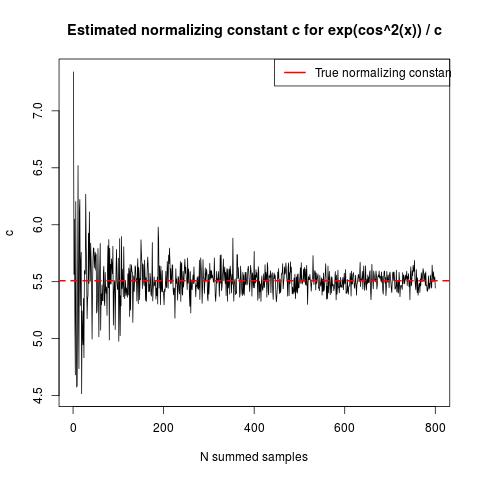 Estimated normalizing constant c for exp(cos^2(x)) / c
True normalizing constan
7.0
6.5
6.0
5.5
5.0
4.5
c
0 200 400 600 800
N summed samples